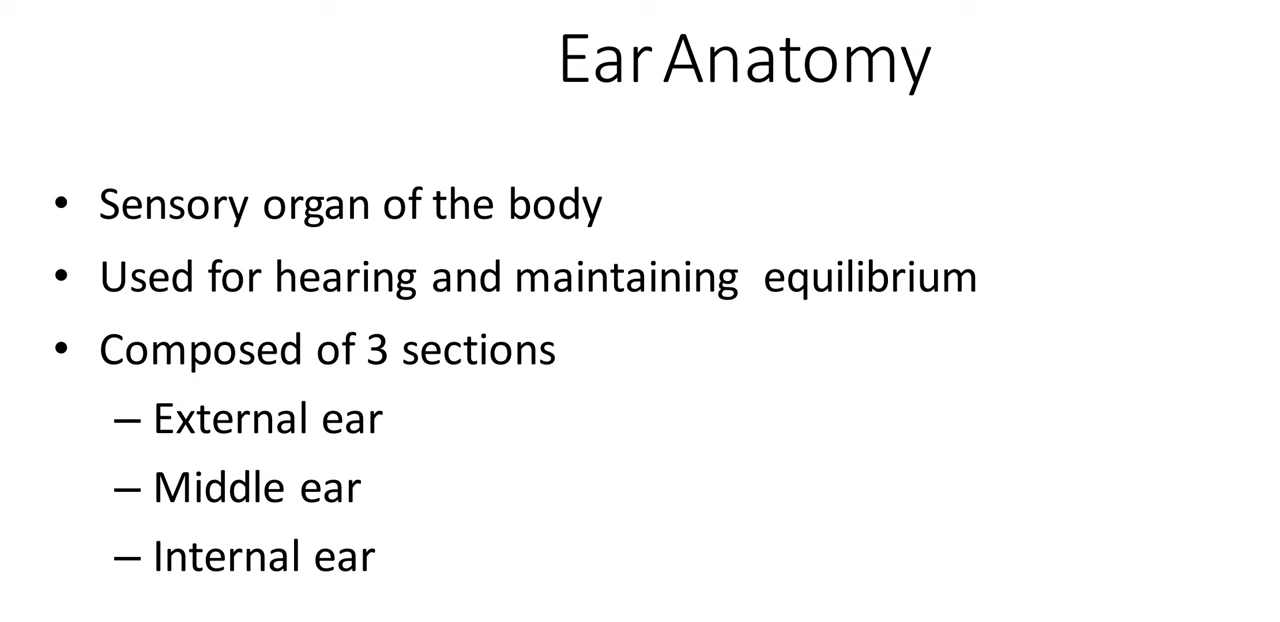 Ear Anatomy
• Sensory organ of the body
• Used for hearing and maintaining equilibrium
• Composed of 3 sections
– External ear
– Middle ear
– Internal ear